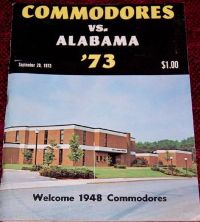 COMMODORES
vs.
ALABAMA
September 29, 1973
'73
$1.00
Welcome 1948 Commodores